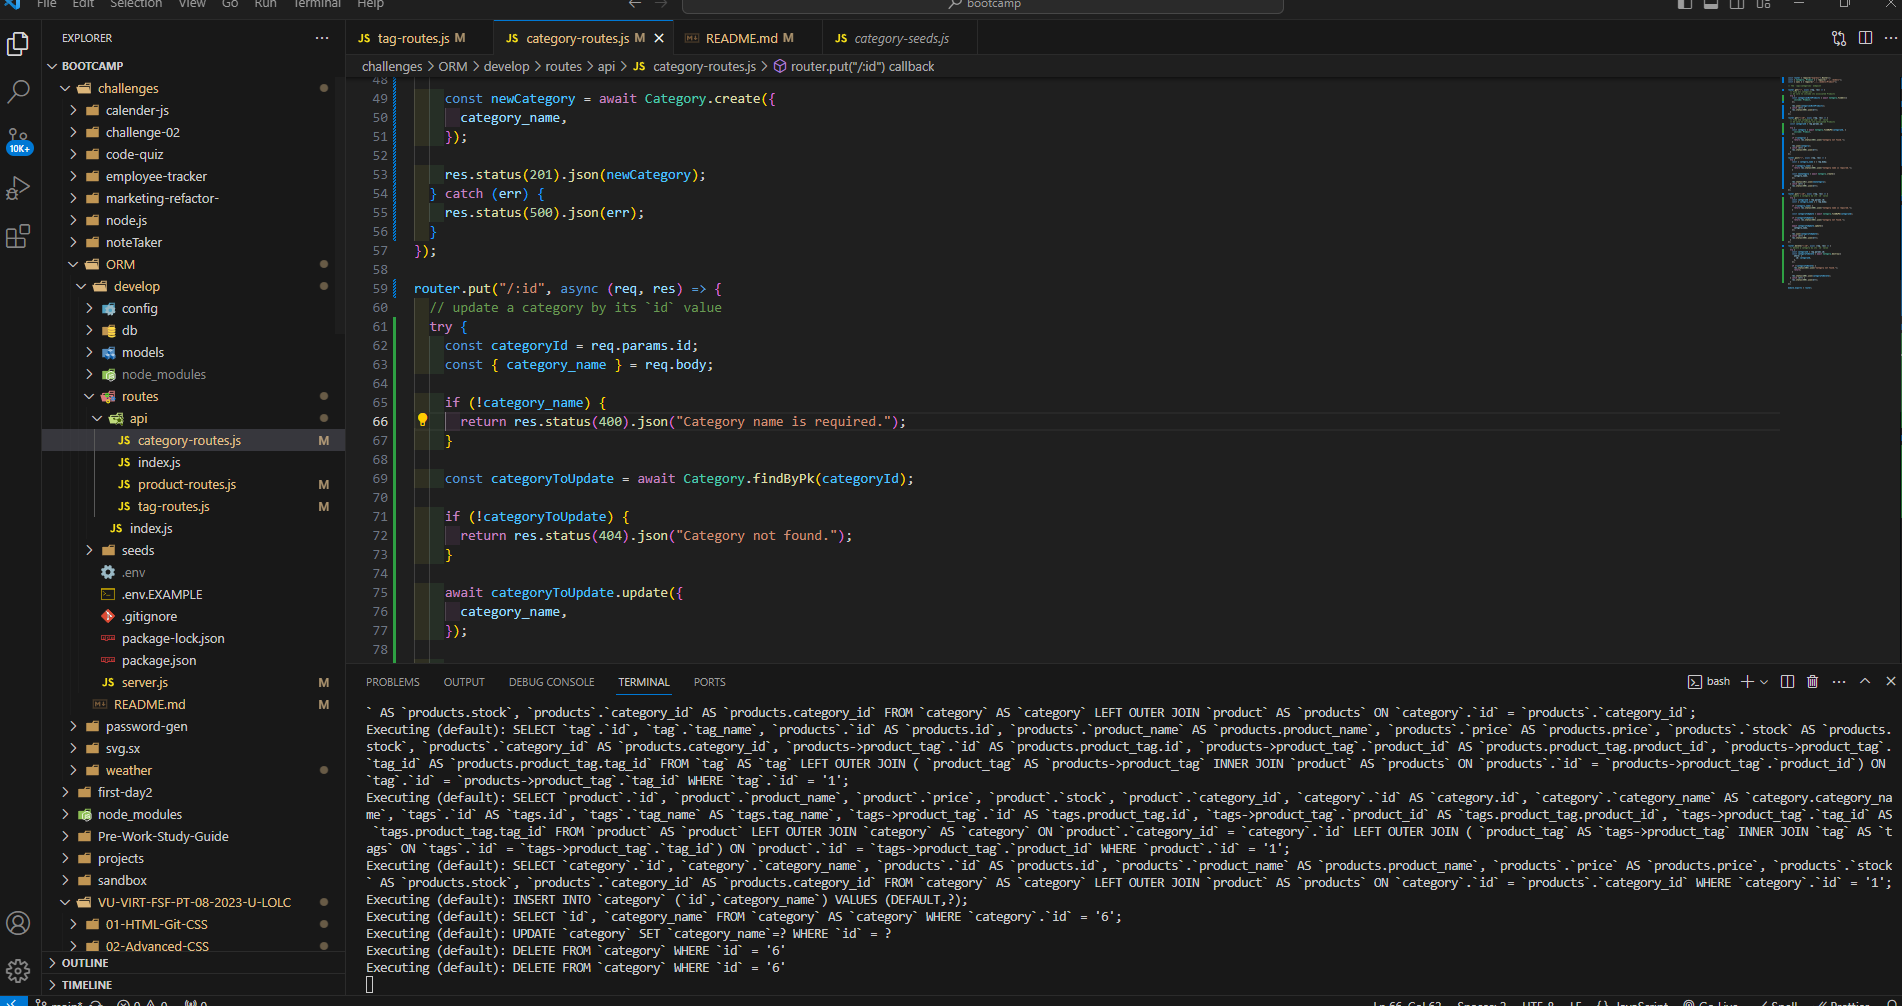 File Edit Selection View Go Run Terminal Help
bootcamp
EXPLORER
BOOTCAMP
challenges
calender-js
challenge-02
code-quiz
employee-tracker
marketing-refactor-
node.js
noteTaker
ORM
develop
config
db
models
node_modules
routes
api
category-routes.js M
index.js
product-routes.js M
tag-routes.js M
index.js
seeds
.env
.env.EXAMPLE
.gitignore
package-lock.json
package.json
server.js M
README.md M
password-gen
svg.sx
weather
first-day2
node_modules
Pre-Work-Study-Guide
projects
sandbox
VU-VIRT-FSF-PT-08-2023-U-LOLC
01-HTML-Git-CSS
02-Advanced-CSS
OUTLINE
TIMELINE
10K+
JS tag-routes.js M JS category-routes.js M README.md M JS category-seeds.js
challenges > ORM > develop > routes > api > JS category-routes.js > router.put("/:id") callback
48
49 const newCategory = await Category.create({
50 category_name,
51 });
52
53 res.status(201).json(newCategory);
54 } catch (err) {
55 res.status(500).json(err);
56 }
57 });
58
59 router.put("/:id", async (req, res) => {
60 // update a category by its `id` value
61 try {
62 const categoryId = req.params.id;
63 const { category_name } = req.body;
64
65 if (!category_name) {
66 return res.status(400).json("Category name is required.");
67 }
68
69 const categoryToUpdate = await Category.findByPk(categoryId);
70
71 if (!categoryToUpdate) {
72 return res.status(404).json("Category not found.");
73 }
74
75 await categoryToUpdate.update({
76 category_name,
77 });
78
PROBLEMS OUTPUT DEBUG CONSOLE TERMINAL PORTS
bash
` AS `products.stock`, `products`.`category_id` AS `products.category_id` FROM `category` AS `category` LEFT OUTER JOIN `product` AS `products` ON `category`.`id` = `products`.`category_id`;
Executing (default): SELECT `tag`.`id`, `tag`.`tag_name`, `products`.`id` AS `products.id`, `products`.`product_name` AS `products.product_name`, `products`.`price` AS `products.price`, `products`.`stock` AS `products.
stock`, `products`.`category_id` AS `products.category_id`, `products->product_tag`.`id` AS `products.product_tag.id`, `products->product_tag`.`product_id` AS `products.product_tag.product_id`, `products->product_tag`.
`tag_id` AS `products.product_tag.tag_id` FROM `tag` AS `tag` LEFT OUTER JOIN ( `product_tag` AS `products->product_tag` INNER JOIN `product` AS `products` ON `products`.`id` = `products->product_tag`.`product_id`) ON
`tag`.`id` = `products->product_tag`.`tag_id` WHERE `tag`.`id` = '1';
Executing (default): SELECT `product`.`id`, `product`.`product_name`, `product`.`price`, `product`.`stock`, `product`.`category_id`, `category`.`id` AS `category.id`, `category`.`category_name` AS `category.category_na
me`, `tags`.`id` AS `tags.id`, `tags`.`tag_name` AS `tags.tag_name`, `tags->product_tag`.`id` AS `tags.product_tag.id`, `tags->product_tag`.`product_id` AS `tags.product_tag.product_id`, `tags->product_tag`.`tag_id` AS
`tags.product_tag.tag_id` FROM `product` AS `product` LEFT OUTER JOIN `category` AS `category` ON `product`.`category_id` = `category`.`id` LEFT OUTER JOIN ( `product_tag` AS `tags->product_tag` INNER JOIN `tag` AS `t
ags` ON `tags`.`id` = `tags->product_tag`.`tag_id`) ON `product`.`id` = `tags->product_tag`.`product_id` WHERE `product`.`id` = '1';
Executing (default): SELECT `category`.`id`, `category`.`category_name`, `products`.`id` AS `products.id`, `products`.`product_name` AS `products.product_name`, `products`.`price` AS `products.price`, `products`.`stock
` AS `products.stock`, `products`.`category_id` AS `products.category_id` FROM `category` AS `category` LEFT OUTER JOIN `product` AS `products` ON `category`.`id` = `products`.`category_id` WHERE `category`.`id` = '1';
Executing (default): INSERT INTO `category` (`id`,`category_name`) VALUES (DEFAULT,?);
Executing (default): SELECT `id`, `category_name` FROM `category` AS `category` WHERE `category`.`id` = '6';
Executing (default): UPDATE `category` SET `category_name`=? WHERE `id` = ?
Executing (default): DELETE FROM `category` WHERE `id` = '6'
Executing (default): DELETE FROM `category` WHERE `id` = '6'
main* 0 0 0 Ln 66, Col 63 Spaces: 2 UTF-8 LF {} JavaScript Go Live Spell Prettier